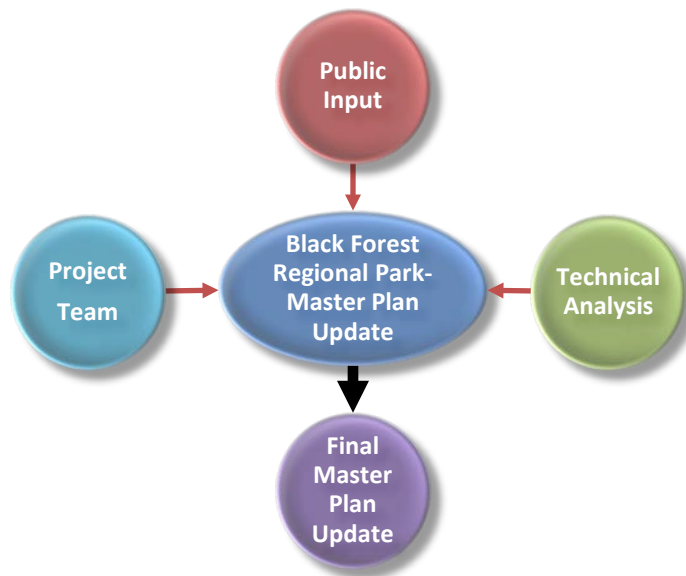 Public
Input
Project
Team
Black Forest
Regional Park-
Master Plan
Update
Technical
Analysis
Final
Master
Plan
Update